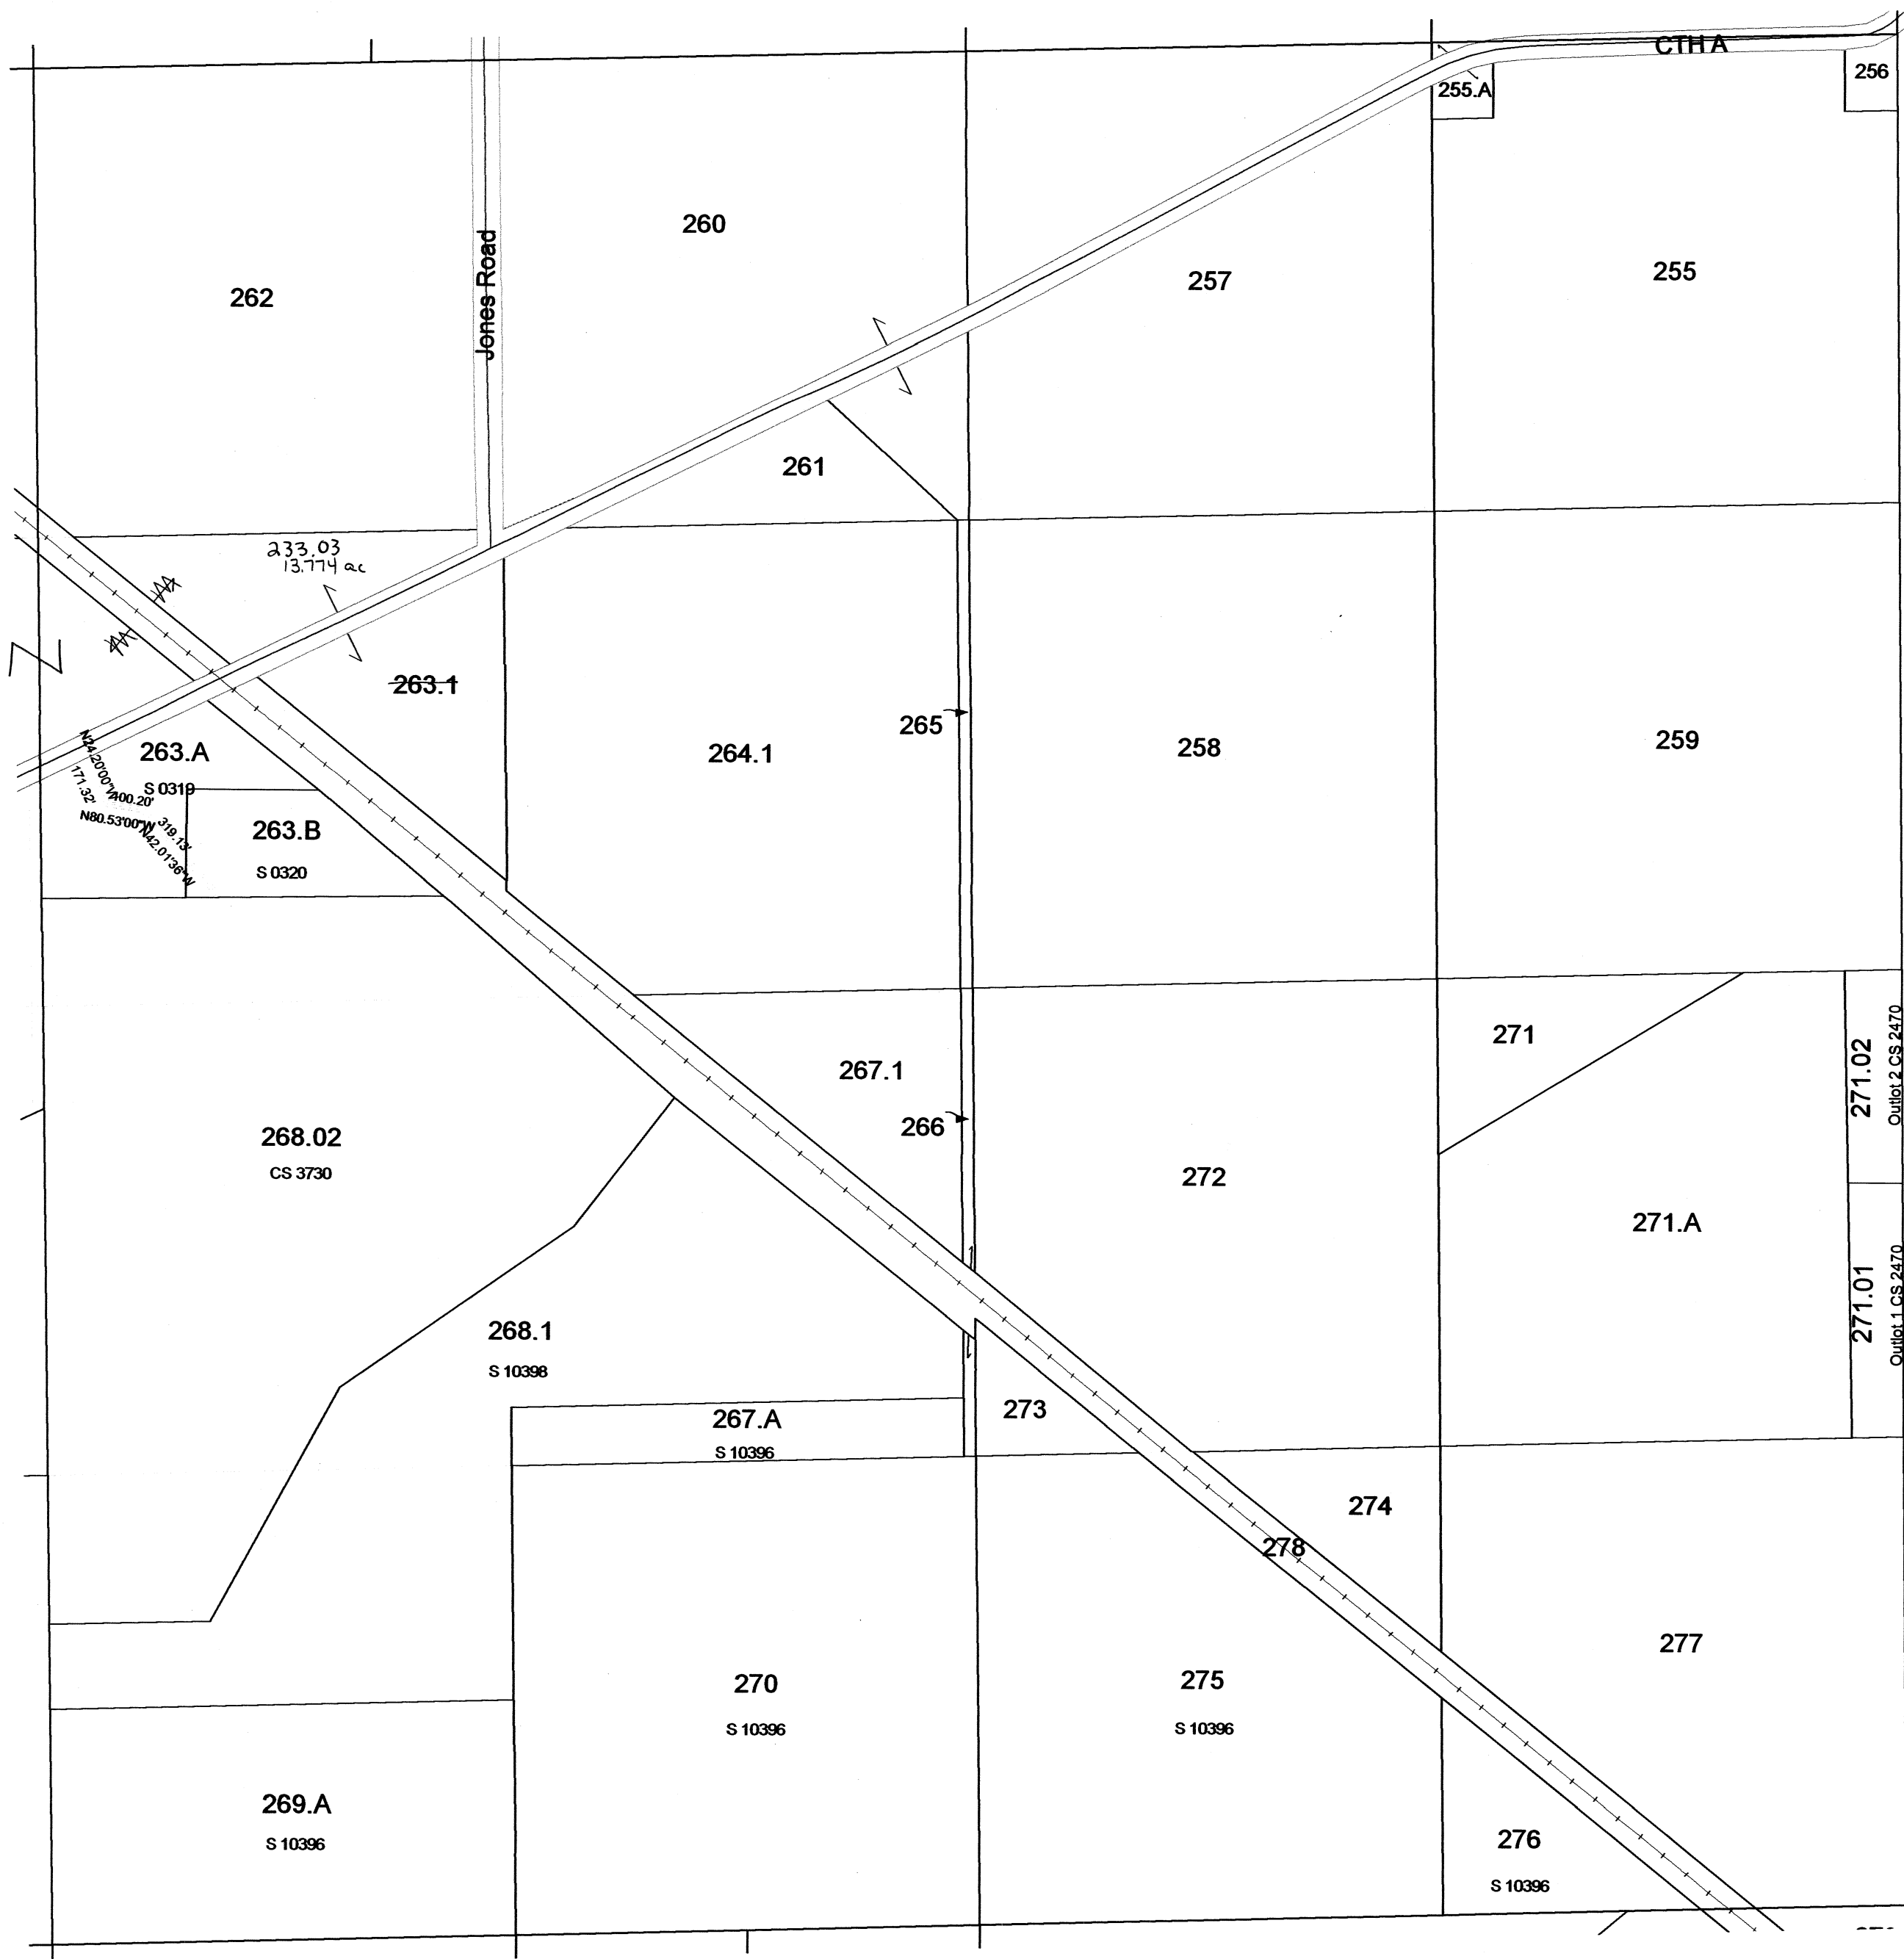 CTH A
256
255.A
260
262
Jones Road
257
255
261
233.03
13.774 ac
263.1
263.A
S 0319
N24.20'00"W
171.32'
400.20'
N80.53'00"W
319.13'
N42.01'36"W
263.B
S 0320
264.1
265
258
259
271
271.02
Outlot 2 CS 2470
267.1
266
268.02
CS 3730
272
271.A
271.01
Outlot 1 CS 2470
268.1
S 10398
267.A
S 10396
273
274
278
277
270
S 10396
275
S 10396
269.A
S 10396
276
S 10396